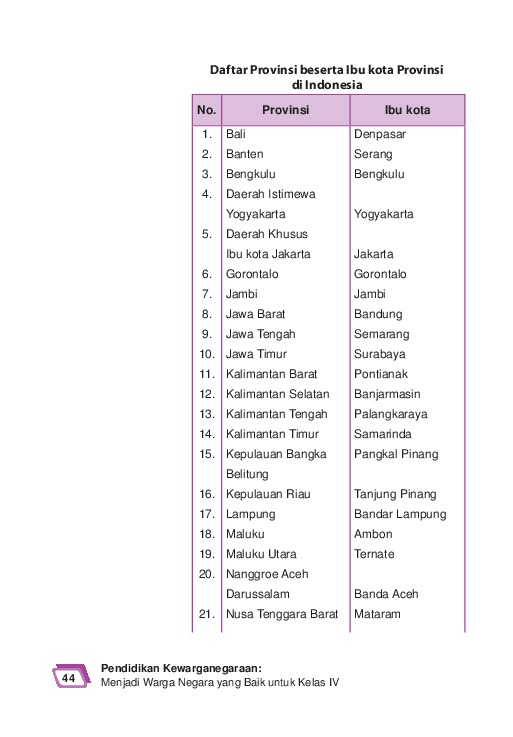 Daftar Provinsi beserta Ibu kota Provinsi
di Indonesia
No. Provinsi Ibu kota
1. Bali Denpasar
2. Banten Serang
3. Bengkulu Bengkulu
4. Daerah Istimewa
Yogyakarta Yogyakarta
5. Daerah Khusus
Ibu kota Jakarta Jakarta
6. Gorontalo Gorontalo
7. Jambi Jambi
8. Jawa Barat Bandung
9. Jawa Tengah Semarang
10. Jawa Timur Surabaya
11. Kalimantan Barat Pontianak
12. Kalimantan Selatan Banjarmasin
13. Kalimantan Tengah Palangkaraya
14. Kalimantan Timur Samarinda
15. Kepulauan Bangka Pangkal Pinang
Belitung
16. Kepulauan Riau Tanjung Pinang
17. Lampung Bandar Lampung
18. Maluku Ambon
19. Maluku Utara Ternate
20. Nanggroe Aceh
Darussalam Banda Aceh
21. Nusa Tenggara Barat Mataram
44 Pendidikan Kewarganegaraan:
Menjadi Warga Negara yang Baik untuk Kelas IV